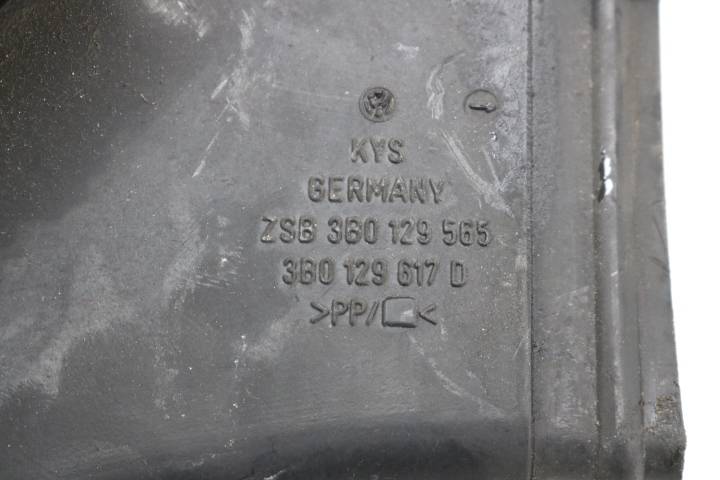 KYS
GERMANY
ZSB 3B0 129 565
3B0 129 617 D
>PP/ <